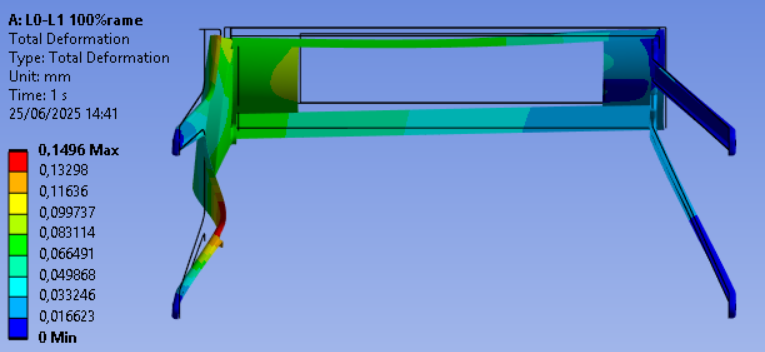 A: L0-L1 100%rame
Total Deformation
Type: Total Deformation
Unit: mm
Time: 1 s
25/06/2025 14:41
0,1496 Max
0,13298
0,11636
0,099737
0,083114
0,066491
0,049868
0,033246
0,016623
0 Min